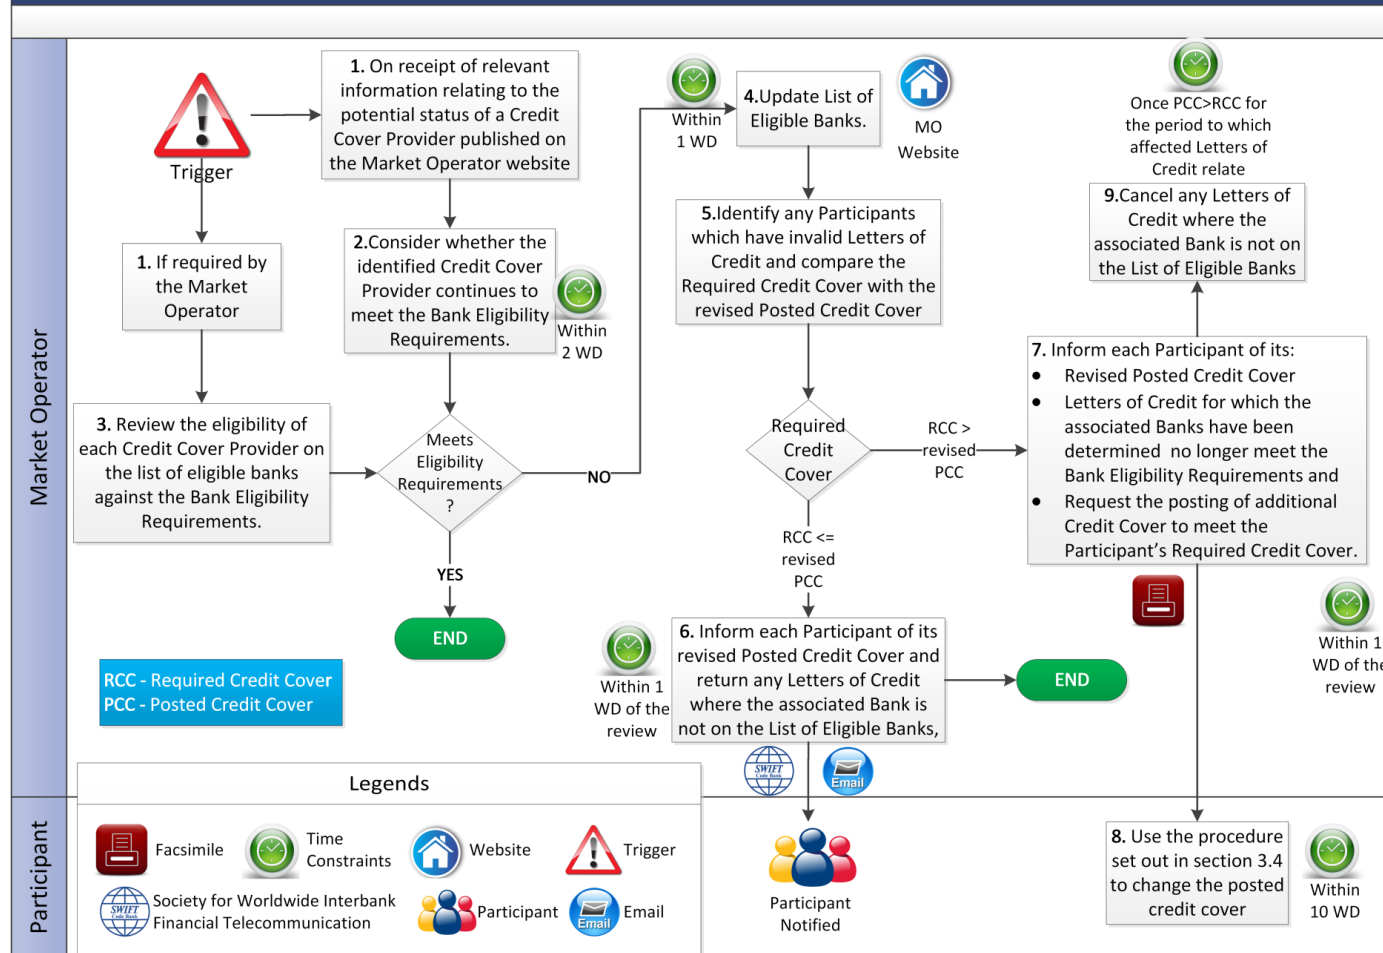 Market Operator
Trigger
1. On receipt of relevant
information relating to the
potential status of a Credit
Cover Provider published on
the Market Operator website
1. If required by
the Market
Operator
2.Consider whether the
identified Credit Cover
Provider continues to
meet the Bank Eligibility
Requirements.
Within
2 WD
3. Review the eligibility of
each Credit Cover Provider on
the list of eligible banks
against the Bank Eligibility
Requirements.
Meets
Eligibility
Requirements
?
NO
YES
END
Within
1 WD
4.Update List of
Eligible Banks.
MO
Website
5.Identify any Participants
which have invalid Letters of
Credit and compare the
Required Credit Cover with the
revised Posted Credit Cover
Required
Credit
Cover
RCC >
revised
PCC
RCC <=
revised
PCC
Once PCC>RCC for
the period to which
affected Letters of
Credit relate
9.Cancel any Letters of
Credit where the
associated Bank is not on
the List of Eligible Banks
7. Inform each Participant of its:
● Revised Posted Credit Cover
● Letters of Credit for which the
associated Banks have been
determined no longer meet the
Bank Eligibility Requirements and
● Request the posting of additional
Credit Cover to meet the
Participant's Required Credit Cover.
Within 1
WD of the
review
6. Inform each Participant of its
revised Posted Credit Cover and
return any Letters of Credit
where the associated Bank is
not on the List of Eligible Banks,
Within 1
WD of the
review
END
RCC - Required Credit Cover
PCC - Posted Credit Cover
SWIFT
Code Bank
Email
Participant
Participant
Notified
8. Use the procedure
set out in section 3.4
to change the posted
credit cover
Within
10 WD
Legends
Facsimile
Time
Constraints
Website
Trigger
SWIFT
Code Bank
Society for Worldwide Interbank
Financial Telecommunication
Participant
Email
Email